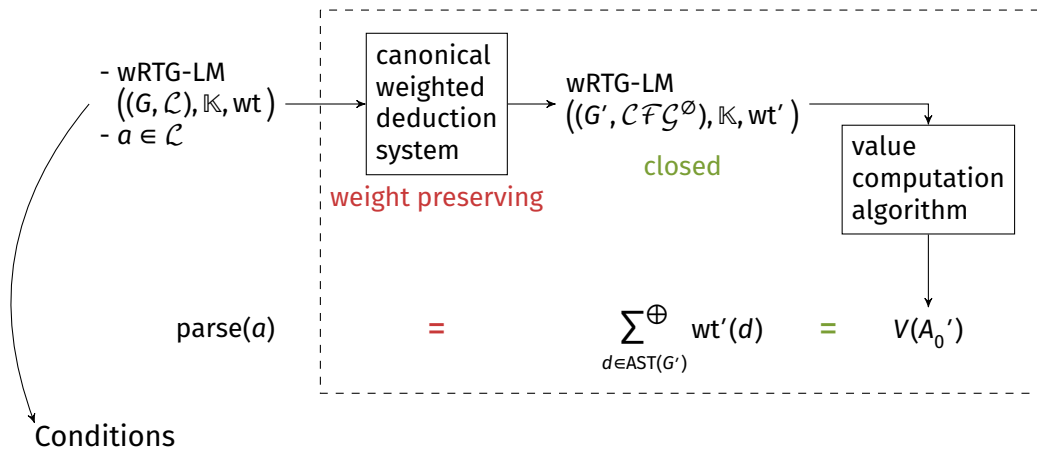 - wRTG-LM
((G, ℒ), 𝕂, wt)
- a ∈ ℒ
canonical
weighted
deduction
system
weight preserving
wRTG-LM
((G′, 𝒞ℱ𝒢^∅), 𝕂, wt′)
closed
value
computation
algorithm
parse(a) = ∑^⊕ wt′(d) = V(A₀′)
d∈AST(G′)
Conditions